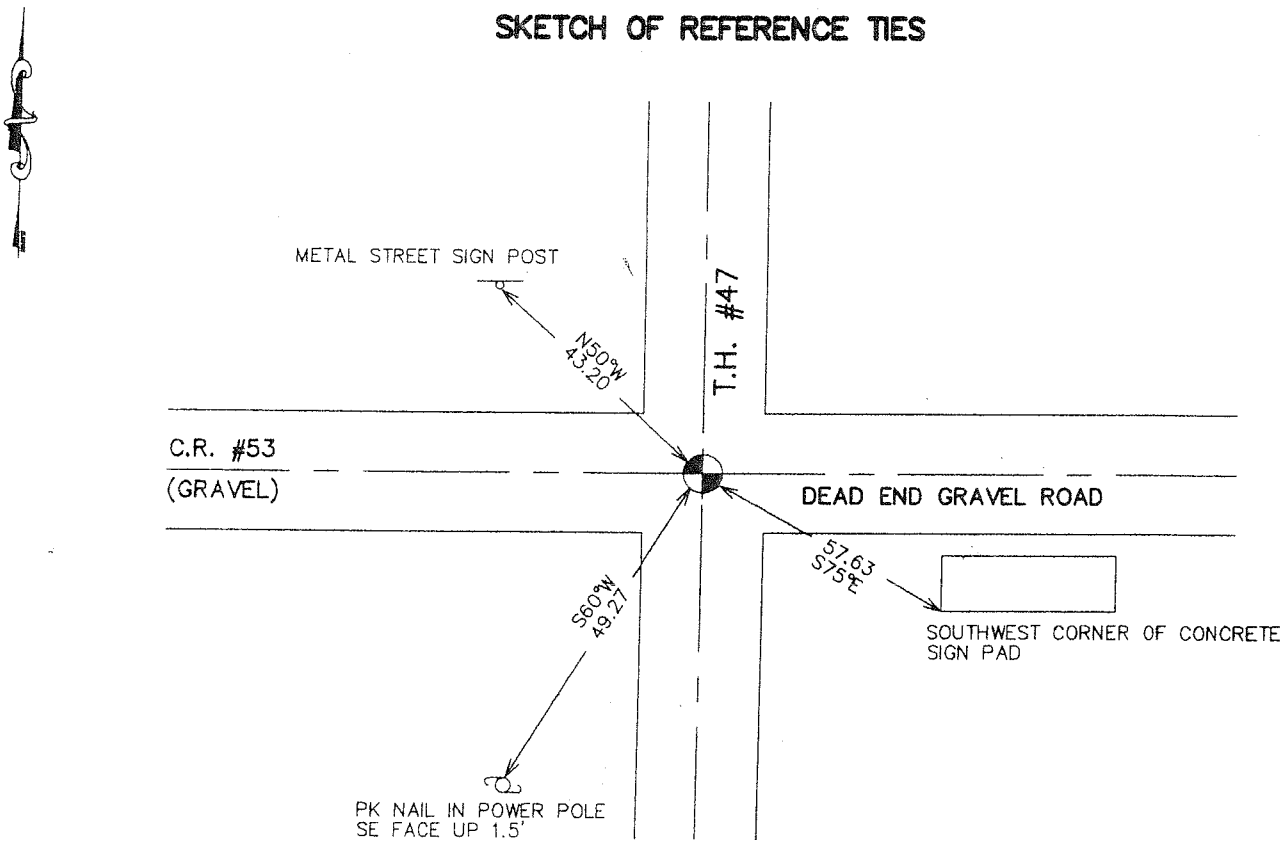 SKETCH OF REFERENCE TIES
METAL STREET SIGN POST
N50°W
43.20
T.H. #47
C.R. #53
(GRAVEL)
DEAD END GRAVEL ROAD
57.63
S75°E
S60°W
49.27
SOUTHWEST CORNER OF CONCRETE
SIGN PAD
PK NAIL IN POWER POLE
SE FACE UP 1.5'